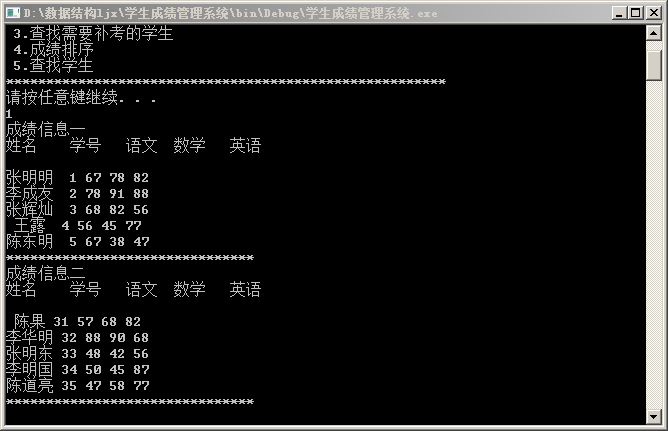 D:\数据结构ljx\学生成绩管理系统\bin\Debug\学生成绩管理系统.exe
3.查找需要补考的学生
4.成绩排序
5.查找学生
*******************************************************
请按任意键继续. . .
1
成绩信息一
姓名 学号 语文 数学 英语
张明明 1 67 78 82
李成友 2 78 91 88
张辉灿 3 68 82 56
王露 4 56 45 77
陈东明 5 67 38 47
*******************************
成绩信息二
姓名 学号 语文 数学 英语
陈果 31 57 68 82
李华明 32 88 90 68
张明东 33 48 42 56
李明国 34 50 45 87
陈道亮 35 47 58 77
*******************************